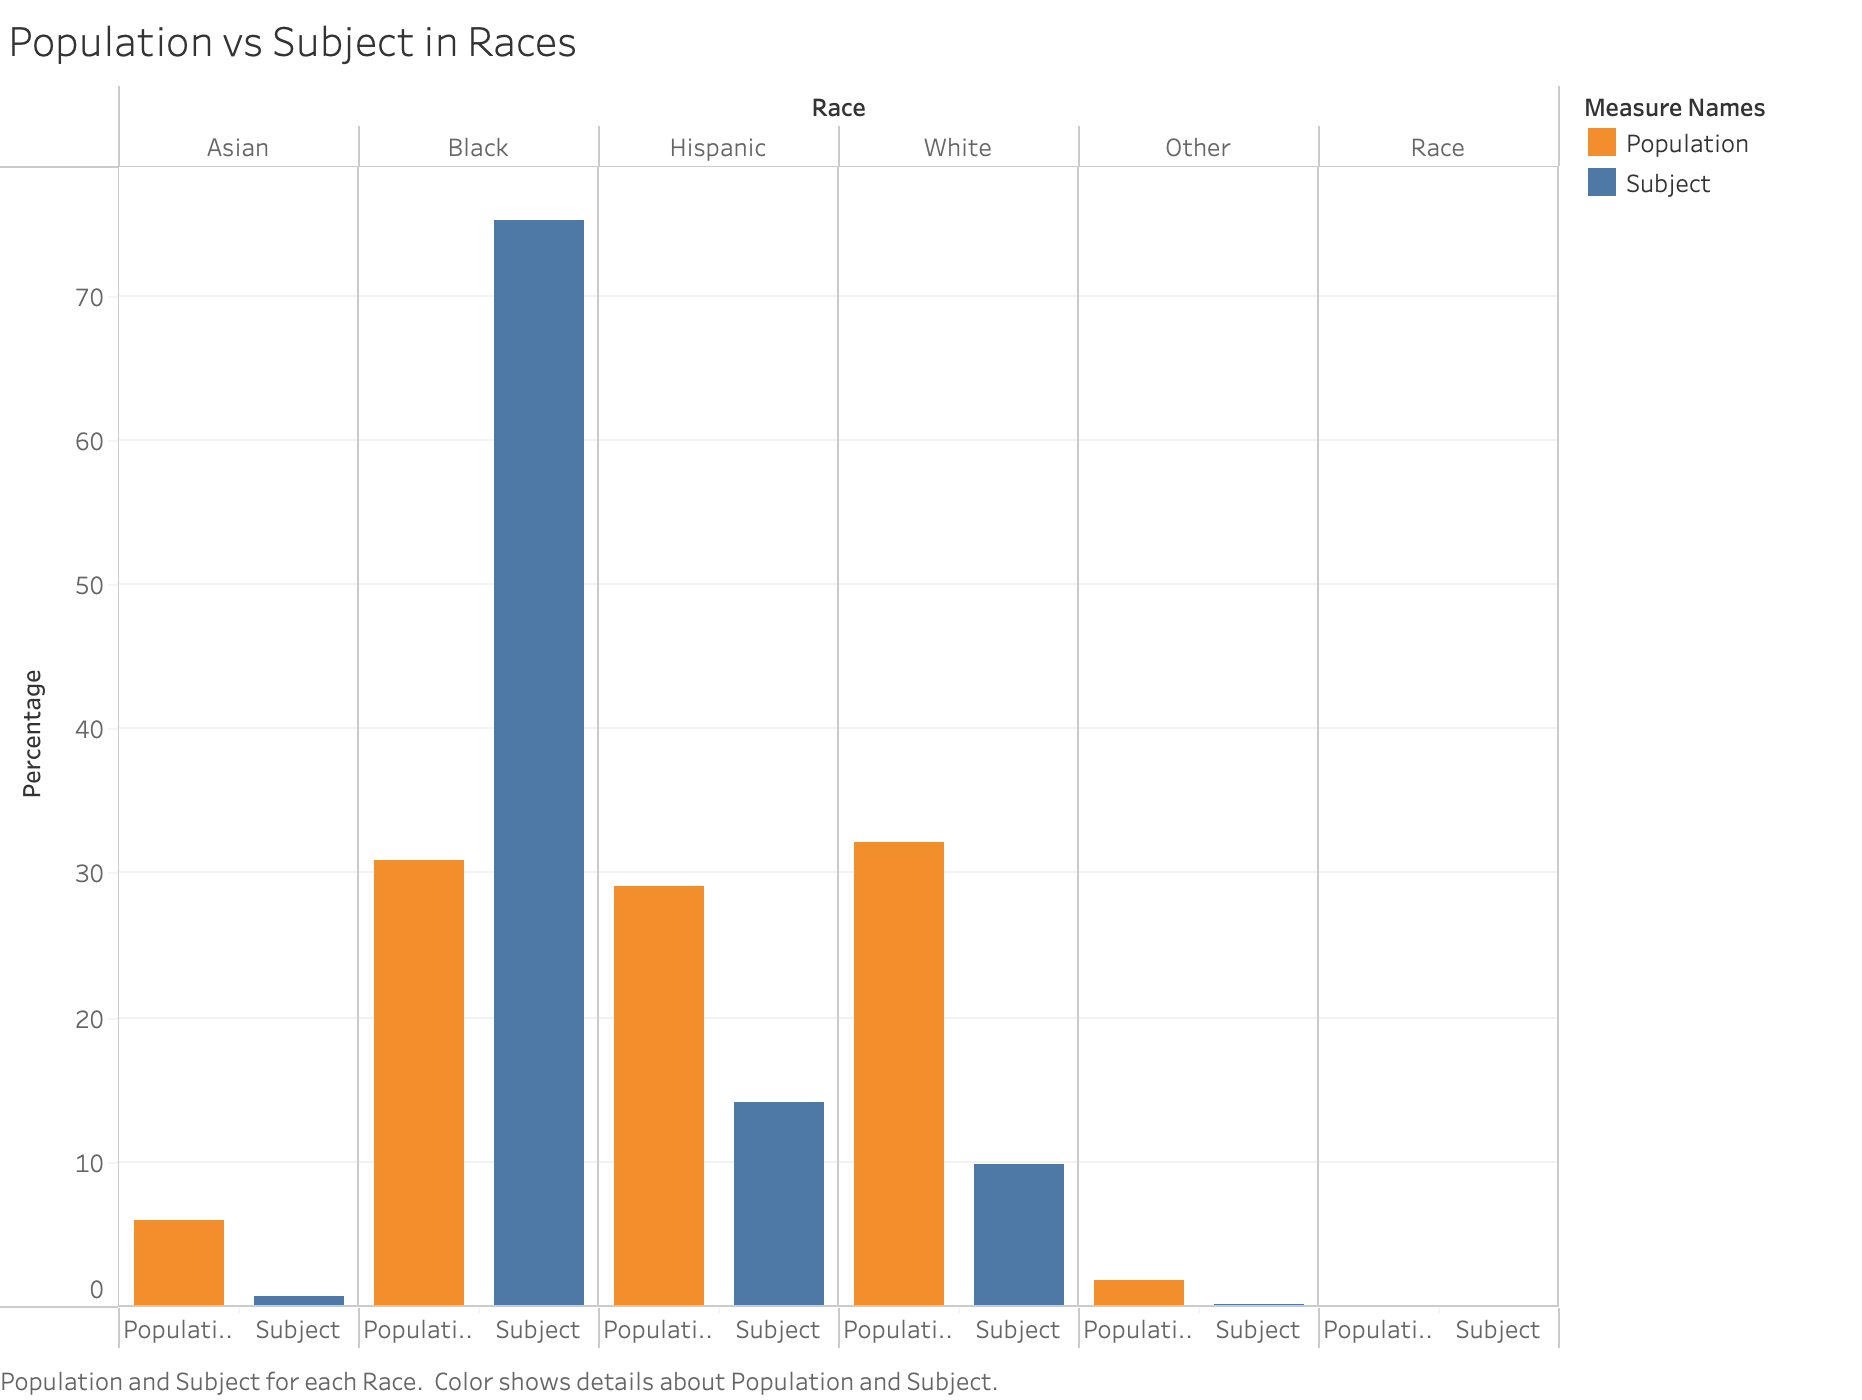 Population vs Subject in Races
Race
Asian Black Hispanic White Other Race
Measure Names
Population
Subject
70
60
50
40
30
20
10
0
Percentage
Populati.. Subject Populati.. Subject Populati.. Subject Populati.. Subject Populati.. Subject Populati.. Subject
Population and Subject for each Race. Color shows details about Population and Subject.